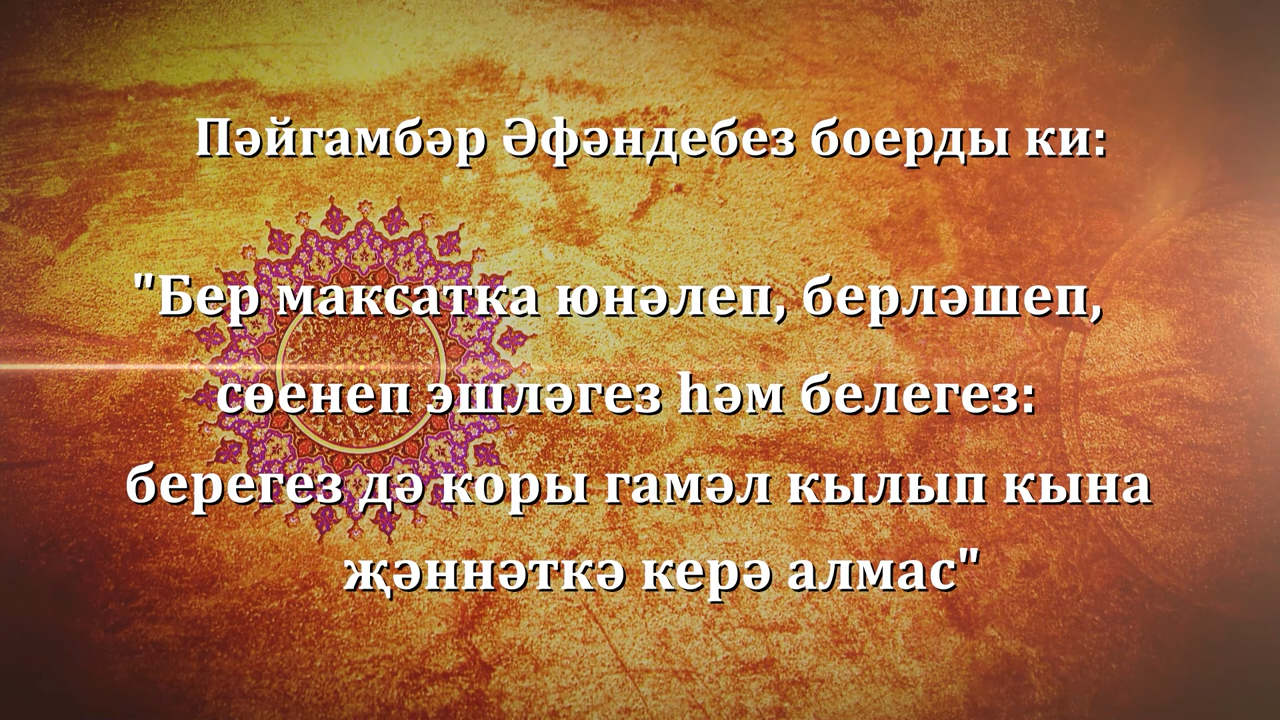 Пәйгамбәр Әфәндебез боерды ки:
"Бер максатка юнәлеп, берләшеп,
сөенеп эшләгез һәм белегез:
берегез дә коры гамәл кылып кына
җәннәткә керә алмас"